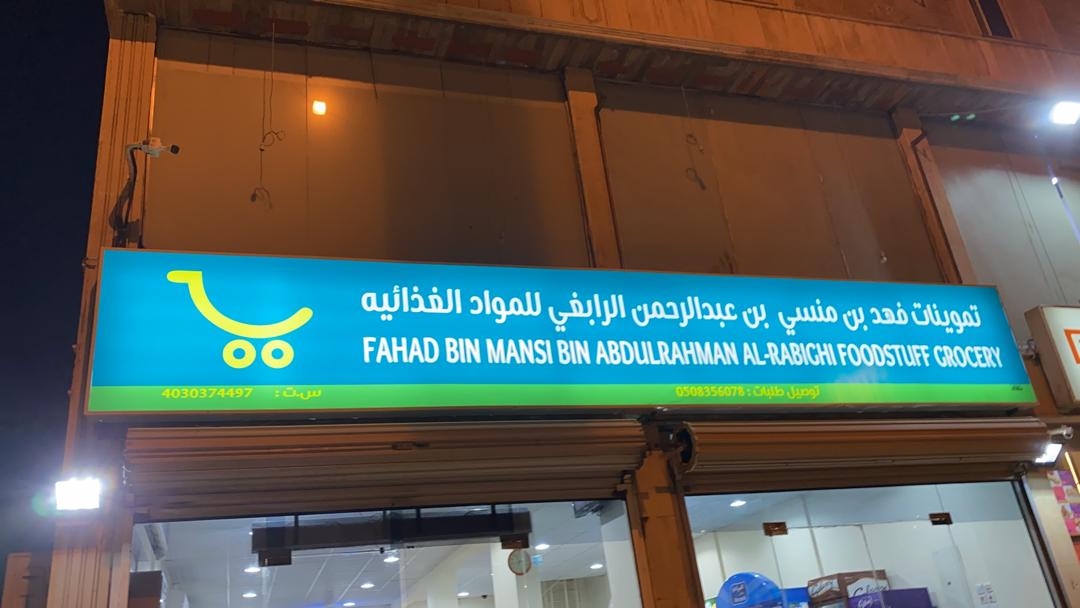 تموينات فهد بن منسي بن عبدالرحمن الرابغي للمواد الغذائيه
FAHAD BIN MANSI BIN ABDULRAHMAN AL-RABIGHI FOODSTUFF GROCERY
توصيل طلبات : 0508356078
س.ت : 4030374497